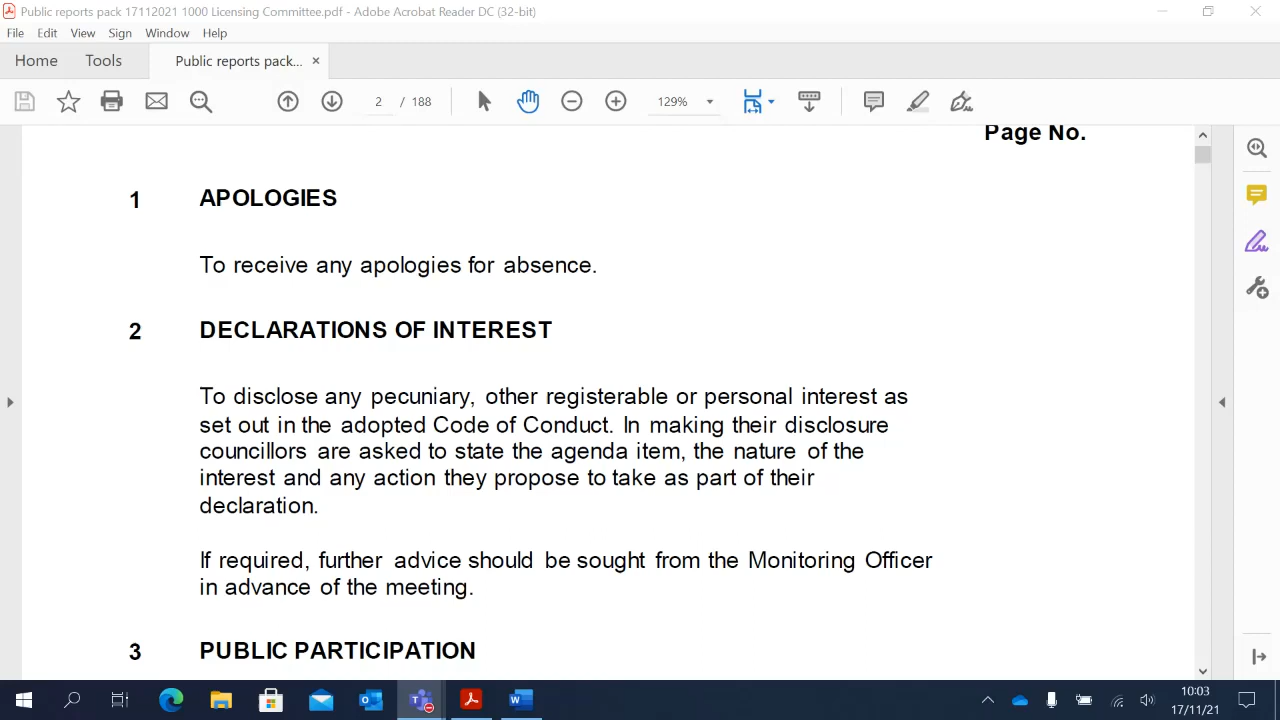 Public reports pack 17112021 1000 Licensing Committee.pdf - Adobe Acrobat Reader DC (32-bit)
File Edit View Sign Window Help
Home Tools Public reports pack... ×
2 / 188 129%
Page No.
1 APOLOGIES
To receive any apologies for absence.
2 DECLARATIONS OF INTEREST
To disclose any pecuniary, other registerable or personal interest as
set out in the adopted Code of Conduct. In making their disclosure
councillors are asked to state the agenda item, the nature of the
interest and any action they propose to take as part of their
declaration.
If required, further advice should be sought from the Monitoring Officer
in advance of the meeting.
3 PUBLIC PARTICIPATION
10:03
17/11/21